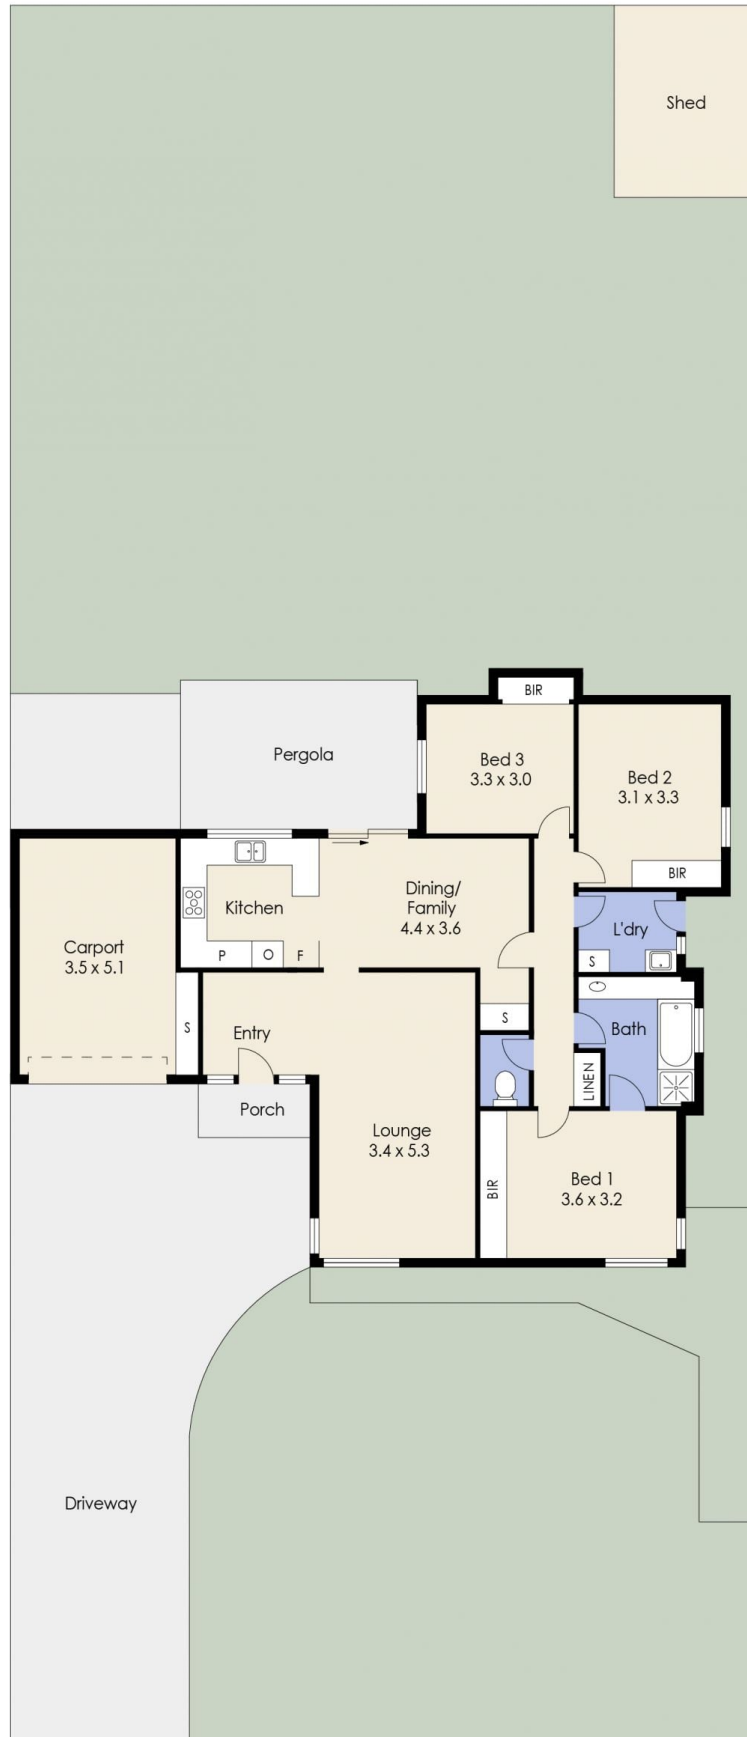 Shed
BIR
Pergola
Bed 3
3.3 x 3.0
Bed 2
3.1 x 3.3
BIR
Kitchen
Dining/
Family
4.4 x 3.6
Carport
3.5 x 5.1
P
O
F
L'dry
S
S
S
Entry
Bath
LINEN
Porch
Lounge
3.4 x 5.3
BIR
Bed 1
3.6 x 3.2
Driveway